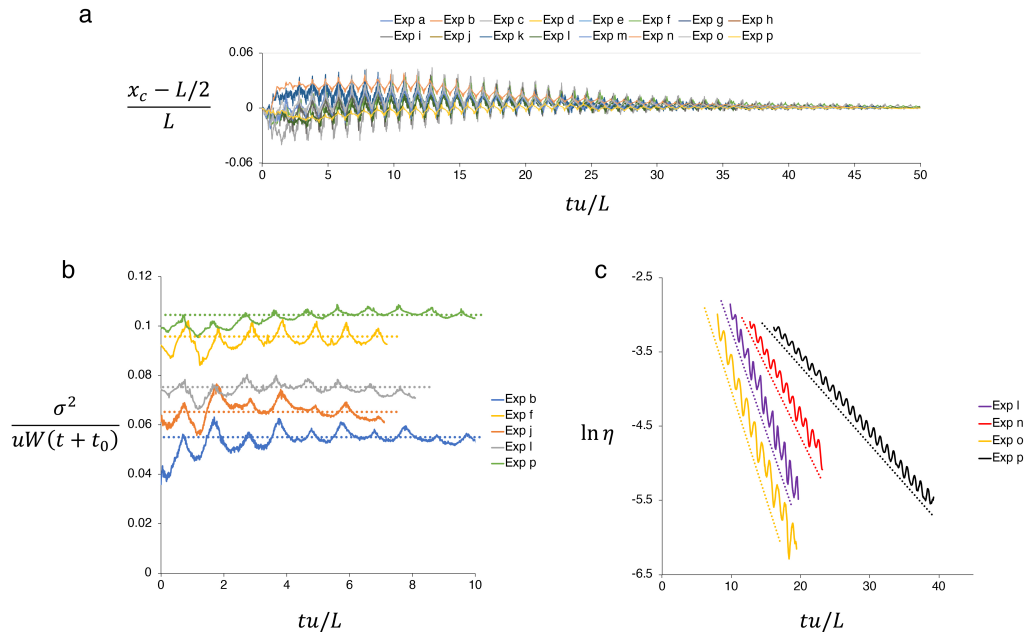 a
Exp a Exp b Exp c Exp d Exp e Exp f Exp g Exp h
Exp i Exp j Exp k Exp l Exp m Exp n Exp o Exp p
0.06
0
-0.06
x_c − L/2
L
0 5 10 15 20 25 30 35 40 45 50
tu/L
b
0.12
0.1
0.08
0.06
0.04
0.02
0
σ²
uW(t + t₀)
Exp b
Exp f
Exp j
Exp l
Exp p
0 2 4 6 8 10
tu/L
c
-2.5
-3.5
-4.5
-5.5
-6.5
ln η
Exp l
Exp n
Exp o
Exp p
0 10 20 30 40
tu/L